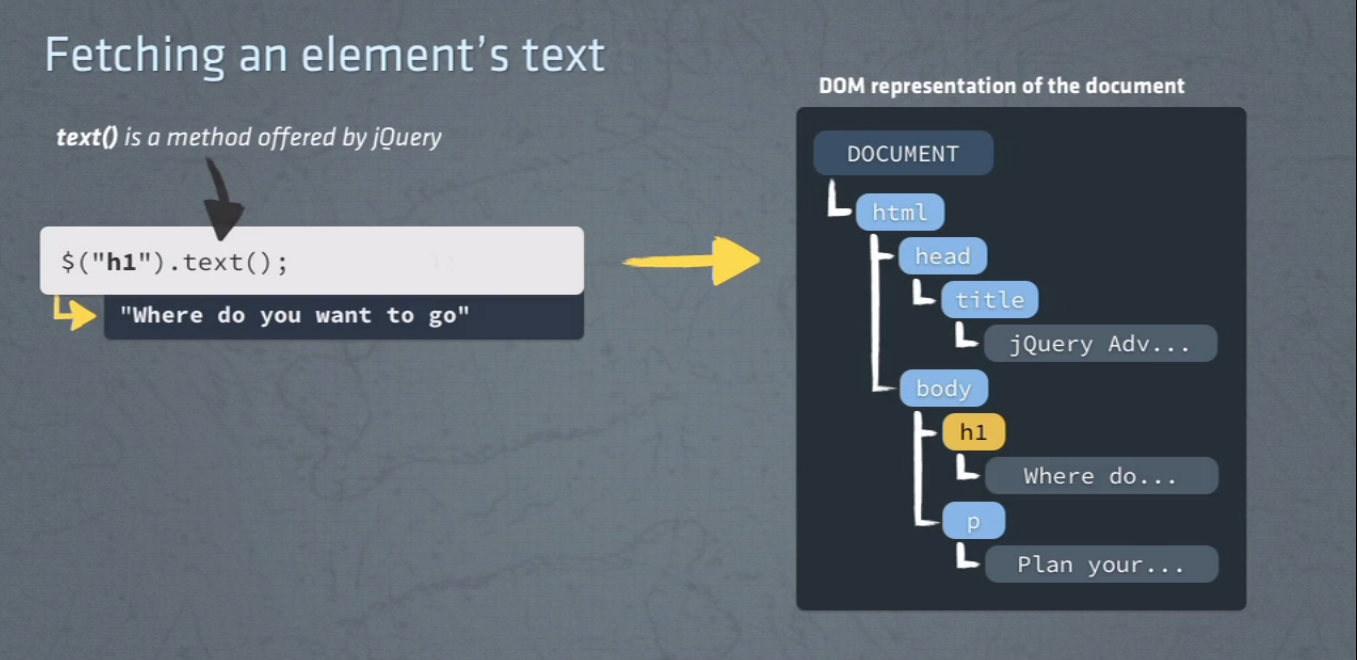 Fetching an element’s text
text() is a method offered by jQuery
$("h1").text();
"Where do you want to go"
DOM representation of the document
DOCUMENT
html
head
title
jQuery Adv...
body
h1
Where do...
p
Plan your...